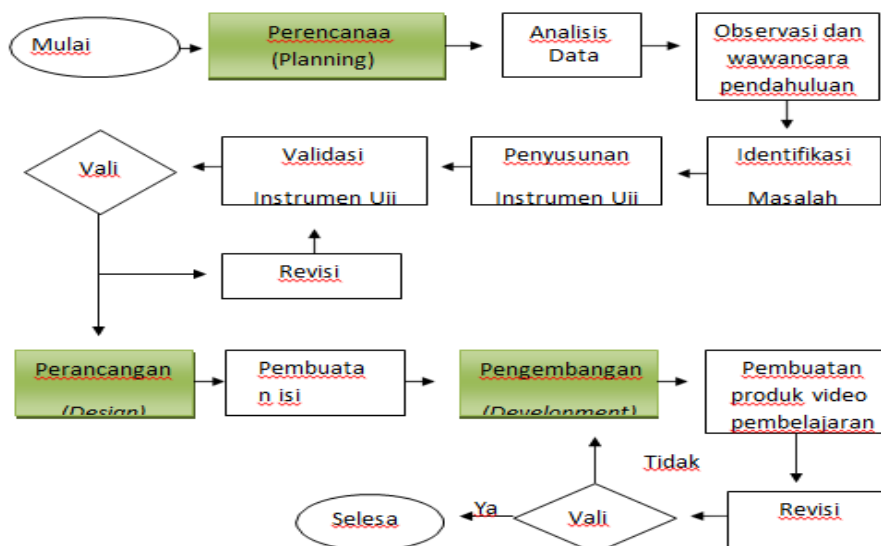 Mulai
Perencanaa
(Planning)
Analisis
Data
Observasi dan
wawancara
pendahuluan
Vali
Validasi
Instrumen Uji
Penyusunan
Instrumen Uji
Identifikasi
Masalah
Revisi
Perancangan
(Design)
Pembuata
n isi
Pengembangan
(Development)
Pembuatan
produk video
pembelajaran
Tidak
Selesa
Ya
Vali
Revisi